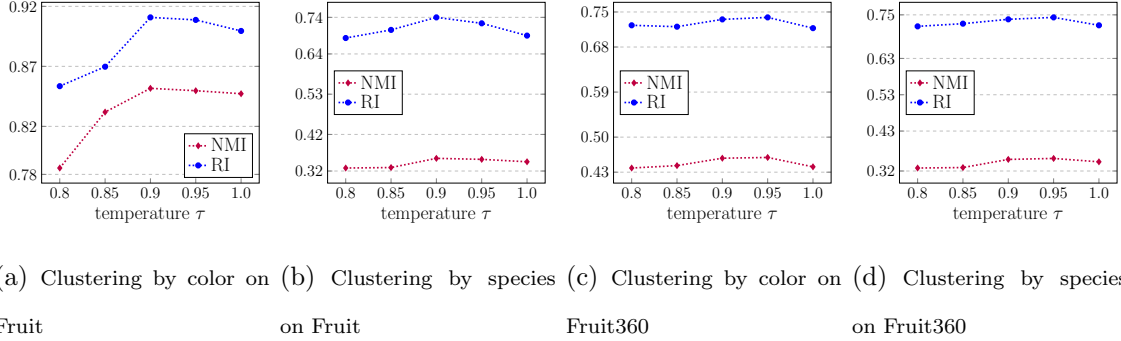 0.92
0.87
0.82
0.78
NMI
RI
0.8 0.85 0.9 0.95 1.0
temperature τ
0.74
0.64
0.53
0.42
0.32
NMI
RI
0.8 0.85 0.9 0.95 1.0
temperature τ
0.75
0.68
0.59
0.50
0.43
NMI
RI
0.8 0.85 0.9 0.95 1.0
temperature τ
0.75
0.63
0.53
0.43
0.32
NMI
RI
0.8 0.85 0.9 0.95 1.0
temperature τ
(a) Clustering by color on
Fruit
(b) Clustering by species
on Fruit
(c) Clustering by color on
Fruit360
(d) Clustering by species
on Fruit360